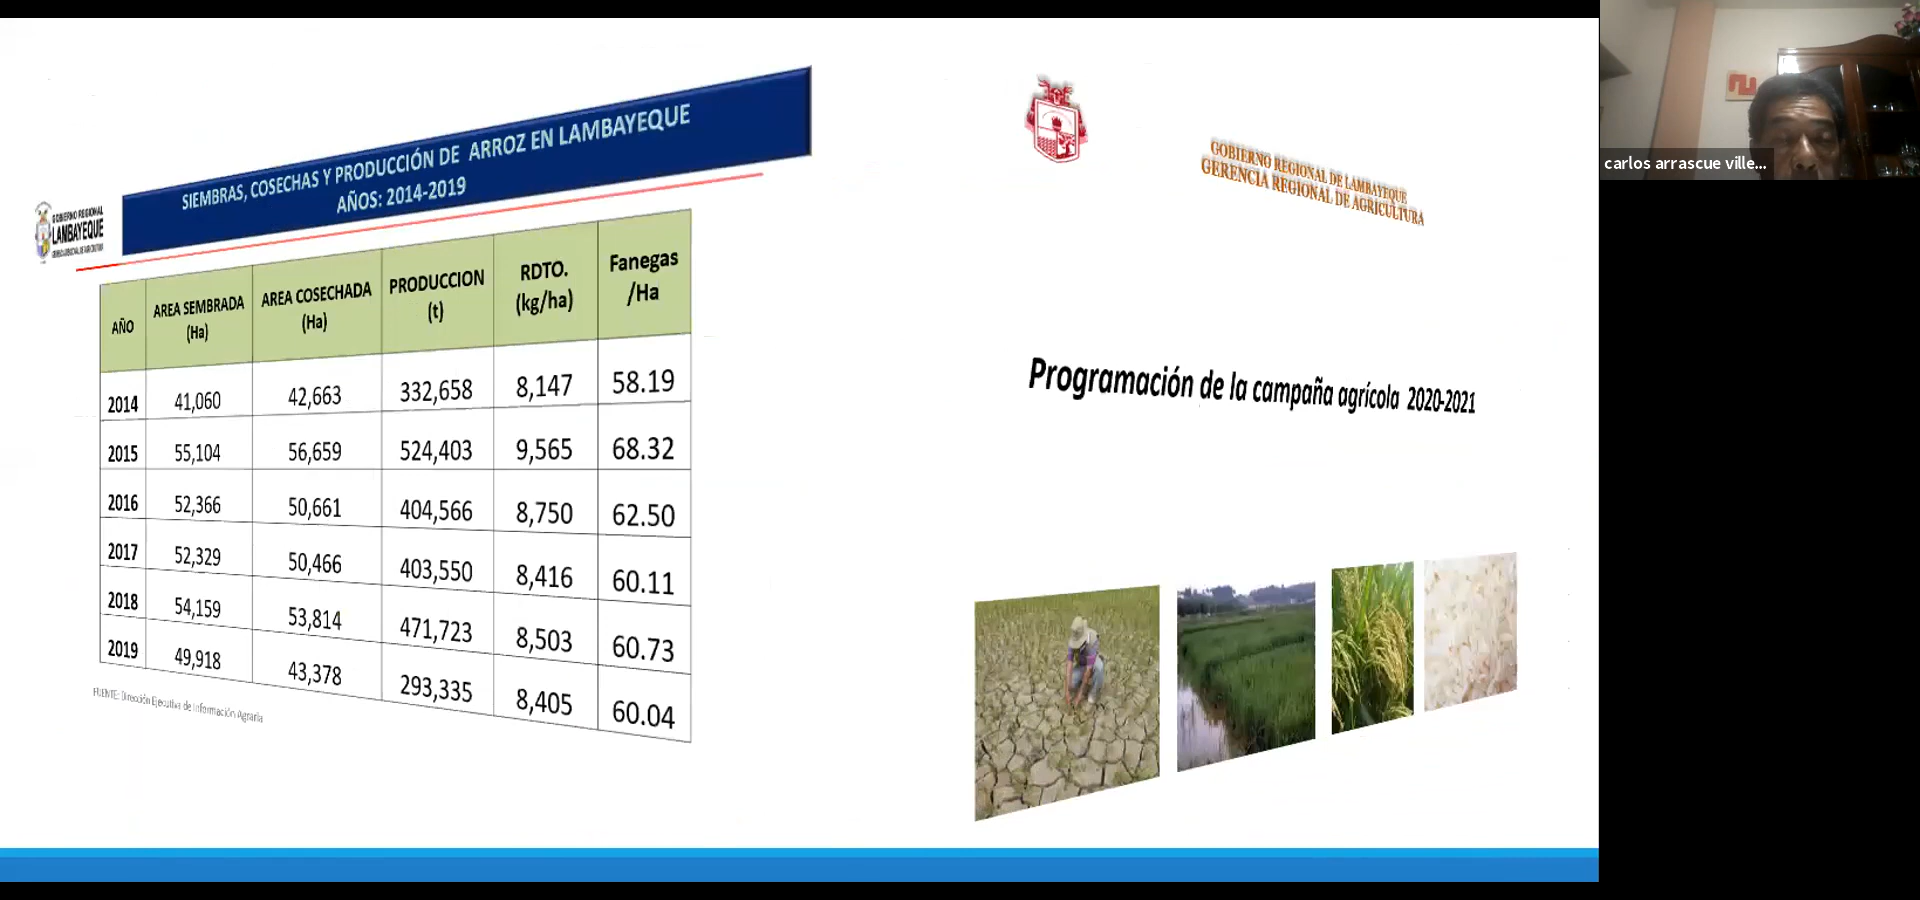 SIEMBRAS, COSECHAS Y PRODUCCIÓN DE ARROZ EN LAMBAYEQUE
AÑOS: 2014-2019
GOBIERNO REGIONAL
LAMBAYEQUE
AÑO AREA SEMBRADA (Ha) AREA COSECHADA (Ha) PRODUCCION (t) RDTO. (kg/ha) Fanegas /Ha
2014 41,060 42,663 332,658 8,147 58.19
2015 55,104 56,659 524,403 9,565 68.32
2016 52,366 50,661 404,566 8,750 62.50
2017 52,329 50,466 403,550 8,416 60.11
2018 54,159 53,814 471,723 8,503 60.73
2019 49,918 43,378 293,335 8,405 60.04
FUENTE: Dirección Ejecutiva de Información Agraria
GOBIERNO REGIONAL DE LAMBAYEQUE
GERENCIA REGIONAL DE AGRICULTURA
Programación de la campaña agrícola 2020-2021
carlos arrascue ville...